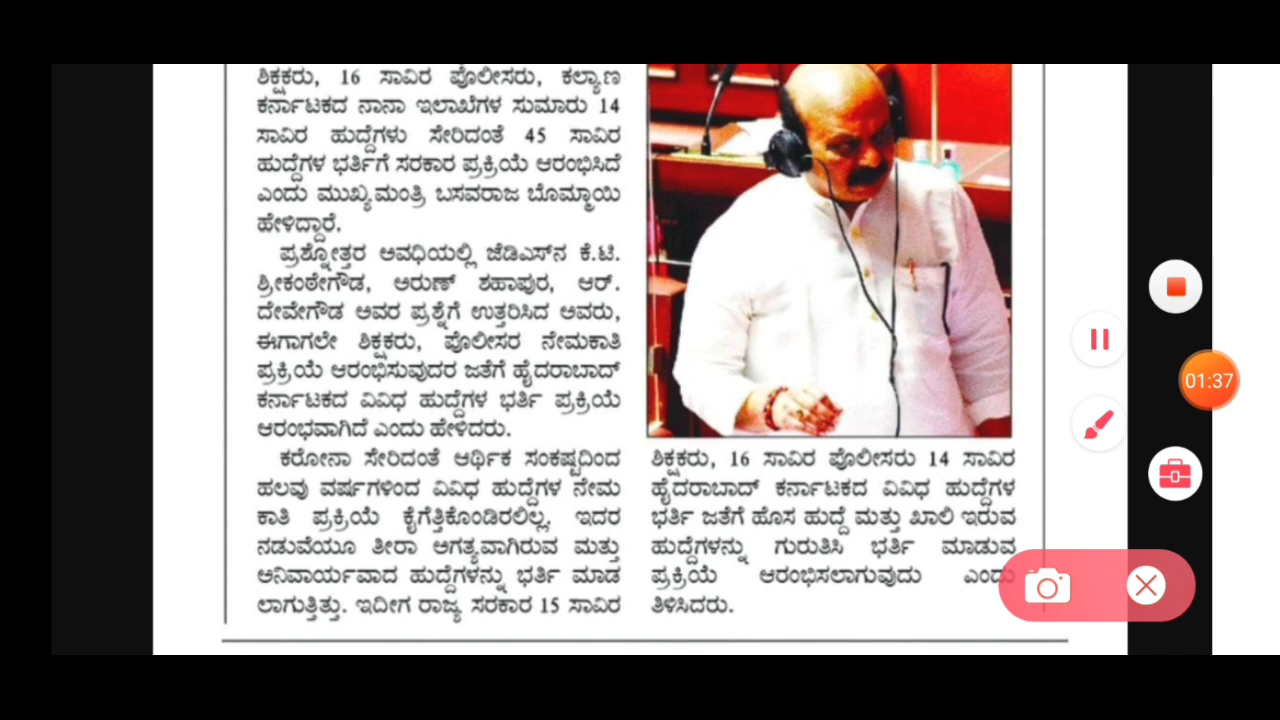 ಶಿಕ್ಷಕರು, 16 ಸಾವಿರ ಪೊಲೀಸರು, ಕಲ್ಯಾಣ
ಕರ್ನಾಟಕದ ನಾನಾ ಇಲಾಖೆಗಳ ಸುಮಾರು 14
ಸಾವಿರ ಹುದ್ದೆಗಳು ಸೇರಿದಂತೆ 45 ಸಾವಿರ
ಹುದ್ದೆಗಳ ಭರ್ತಿಗೆ ಸರಕಾರ ಪ್ರಕ್ರಿಯೆ ಆರಂಭಿಸಿದೆ
ಎಂದು ಮುಖ್ಯಮಂತ್ರಿ ಬಸವರಾಜ ಬೊಮ್ಮಾಯಿ
ಹೇಳಿದ್ದಾರೆ.
ಪ್ರಶ್ನೋತ್ತರ ಅವಧಿಯಲ್ಲಿ ಜೆಡಿಎಸ್‌ನ ಕೆ.ಟಿ.
ಶ್ರೀಕಂಠೇಗೌಡ, ಅರುಣ್ ಶಹಾಪುರ, ಆರ್.
ದೇವೇಗೌಡ ಅವರ ಪ್ರಶ್ನೆಗೆ ಉತ್ತರಿಸಿದ ಅವರು,
ಈಗಾಗಲೇ ಶಿಕ್ಷಕರು, ಪೊಲೀಸರ ನೇಮಕಾತಿ
ಪ್ರಕ್ರಿಯೆ ಆರಂಭಿಸುವುದರ ಜತೆಗೆ ಹೈದರಾಬಾದ್
ಕರ್ನಾಟಕದ ವಿವಿಧ ಹುದ್ದೆಗಳ ಭರ್ತಿ ಪ್ರಕ್ರಿಯೆ
ಆರಂಭವಾಗಿದೆ ಎಂದು ಹೇಳಿದರು.
ಕರೋನಾ ಸೇರಿದಂತೆ ಆರ್ಥಿಕ ಸಂಕಷ್ಟದಿಂದ
ಹಲವು ವರ್ಷಗಳಿಂದ ವಿವಿಧ ಹುದ್ದೆಗಳ ನೇಮ
ಕಾತಿ ಪ್ರಕ್ರಿಯೆ ಕೈಗೆತ್ತಿಕೊಂಡಿರಲಿಲ್ಲ. ಇದರ
ನಡುವೆಯೂ ತೀರಾ ಅಗತ್ಯವಾಗಿರುವ ಮತ್ತು
ಅನಿವಾರ್ಯವಾದ ಹುದ್ದೆಗಳನ್ನು ಭರ್ತಿ ಮಾಡ
ಲಾಗುತ್ತಿತ್ತು. ಇದೀಗ ರಾಜ್ಯ ಸರಕಾರ 15 ಸಾವಿರ
ಶಿಕ್ಷಕರು, 16 ಸಾವಿರ ಪೊಲೀಸರು 14 ಸಾವಿರ
ಹೈದರಾಬಾದ್ ಕರ್ನಾಟಕದ ವಿವಿಧ ಹುದ್ದೆಗಳ
ಭರ್ತಿ ಜತೆಗೆ ಹೊಸ ಹುದ್ದೆ ಮತ್ತು ಖಾಲಿ ಇರುವ
ಹುದ್ದೆಗಳನ್ನು ಗುರುತಿಸಿ ಭರ್ತಿ ಮಾಡುವ
ಪ್ರಕ್ರಿಯೆ ಆರಂಭಿಸಲಾಗುವುದು ಎಂದು
ತಿಳಿಸಿದರು.
01:37